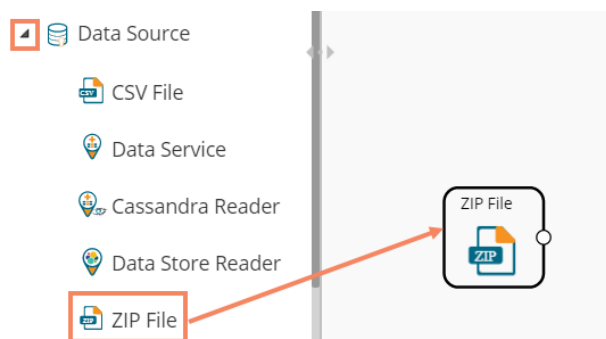 Data Source
CSV
CSV File
Data Service
Cassandra Reader
Data Store Reader
ZIP
ZIP File
ZIP File
ZIP